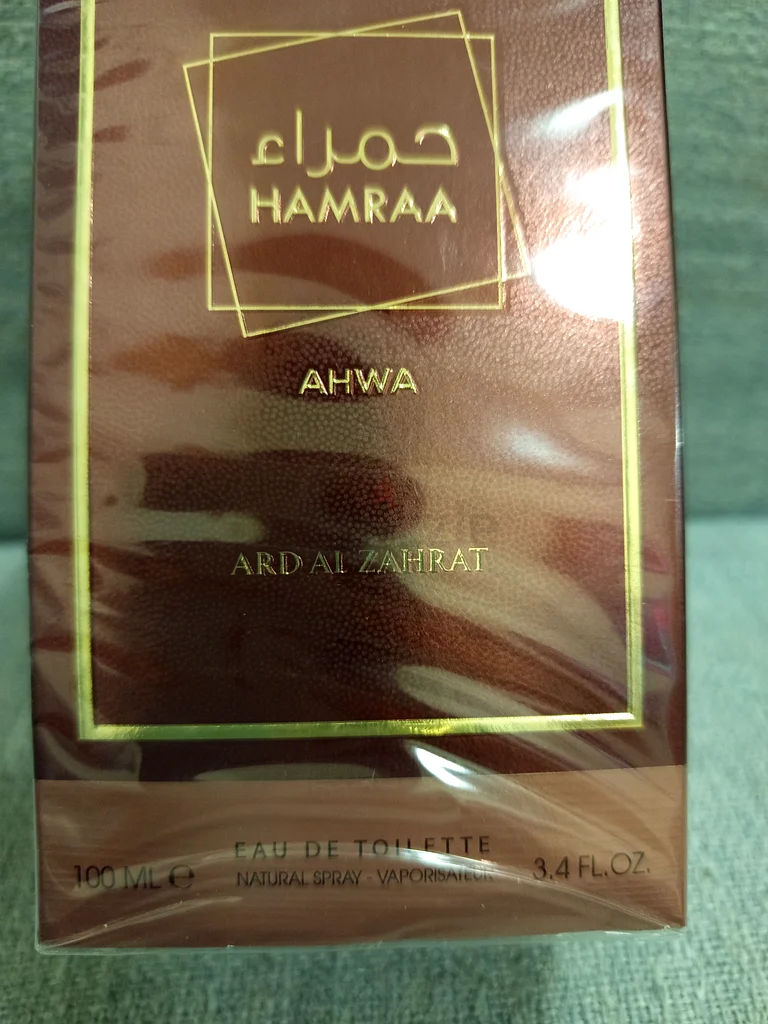 حمراء
HAMRAA
AHWA
ARD AL ZAHRAT
EAU DE TOILETTE
100 ML ℮ NATURAL SPRAY - VAPORISATEUR 3.4 FL.OZ.